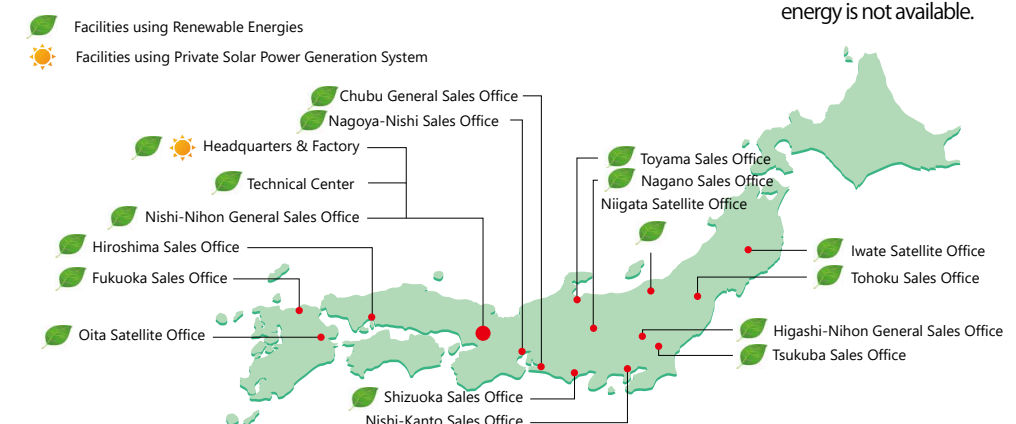 energy is not available.
Facilities using Renewable Energies
Facilities using Private Solar Power Generation System
Chubu General Sales Office
Nagoya-Nishi Sales Office
Headquarters & Factory
Technical Center
Nishi-Nihon General Sales Office
Hiroshima Sales Office
Fukuoka Sales Office
Oita Satellite Office
Toyama Sales Office
Nagano Sales Office
Niigata Satellite Office
Iwate Satellite Office
Tohoku Sales Office
Higashi-Nihon General Sales Office
Tsukuba Sales Office
Shizuoka Sales Office
Nishi-Kanto Sales Office